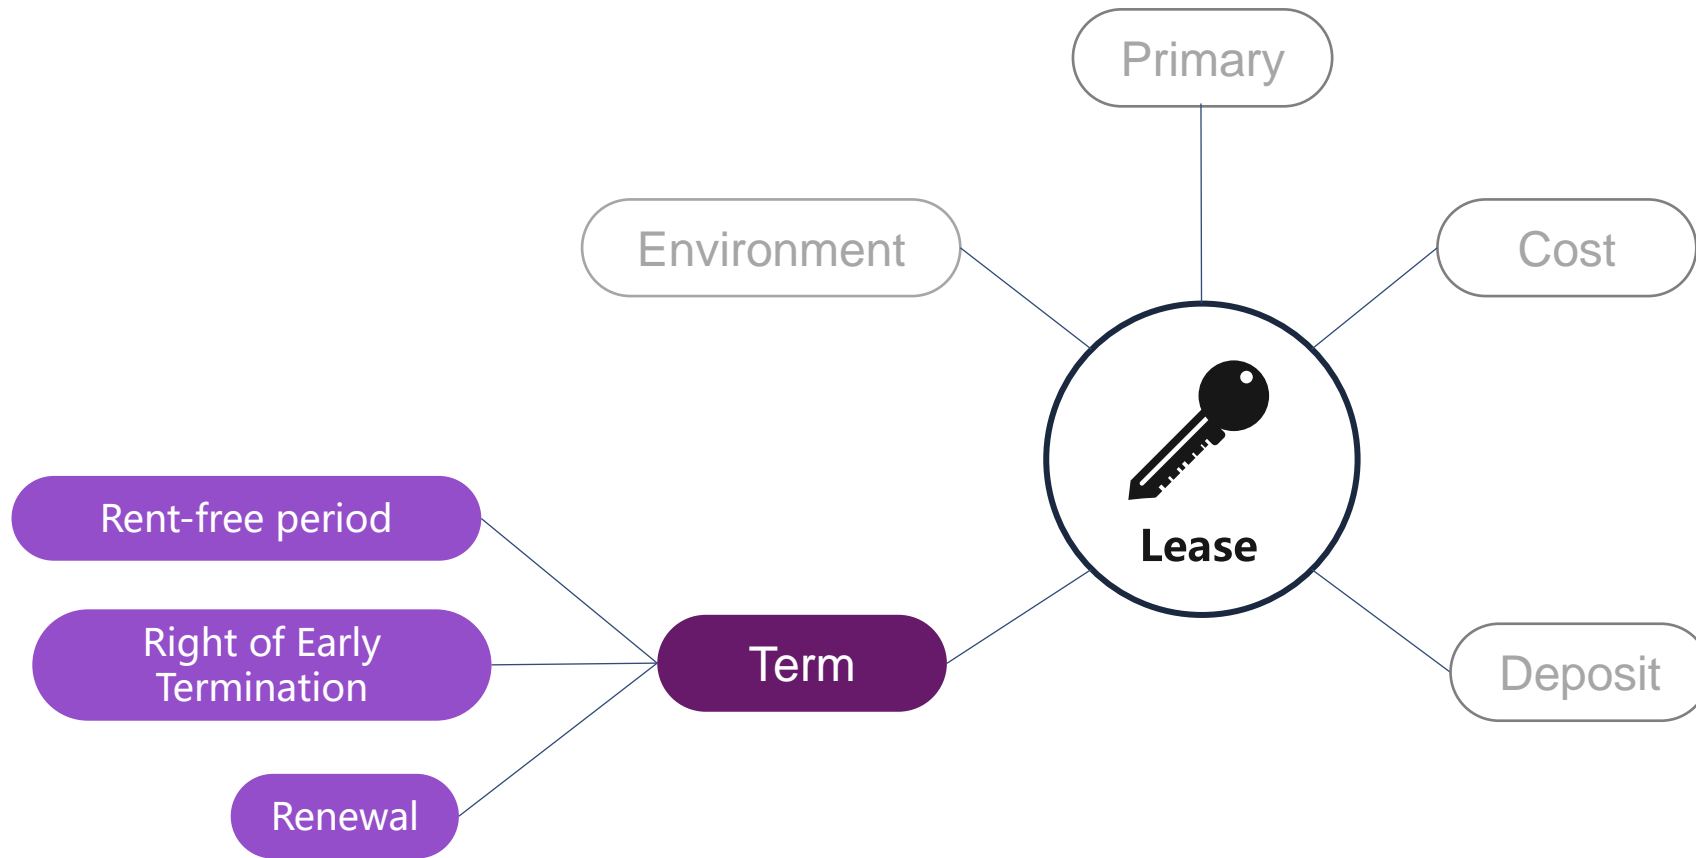 Primary
Environment
Cost
Lease
Rent-free period
Right of Early
Termination
Term
Deposit
Renewal